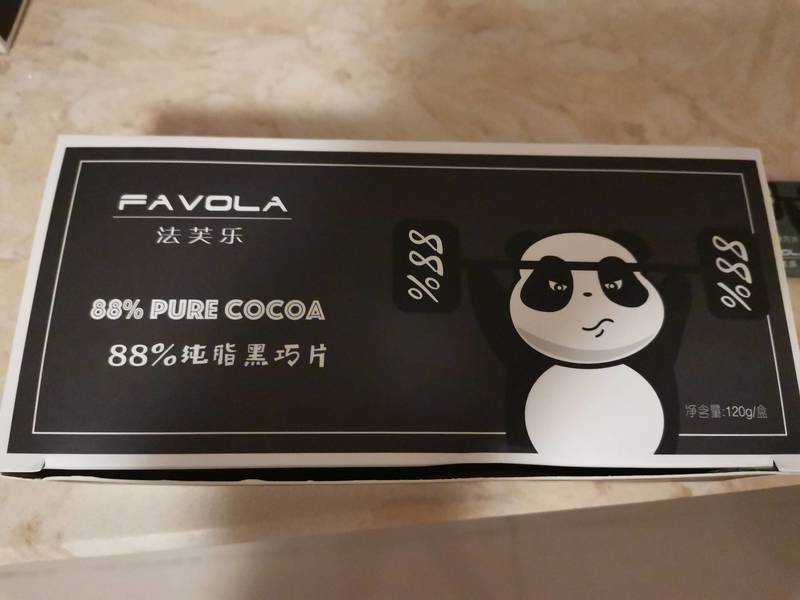 FAVOLA
法芙乐
88% PURE COCOA
88%纯脂黑巧片
88%
88%
净含量:120g/盒